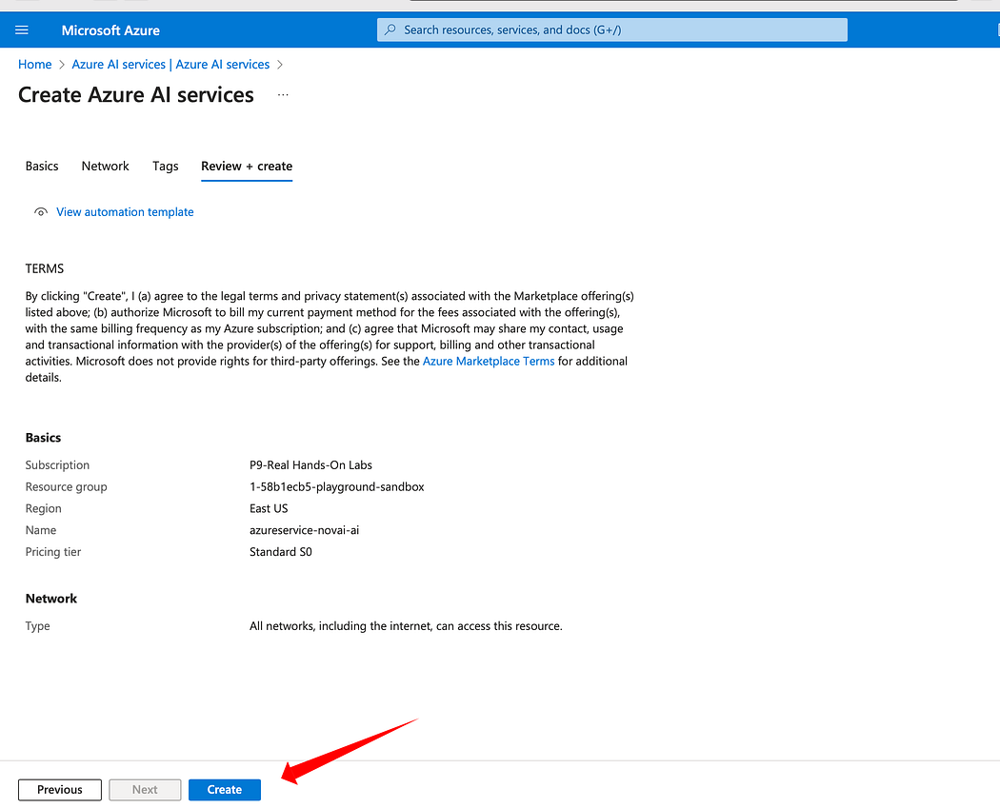 Microsoft Azure
Search resources, services, and docs (G+/)
Home > Azure AI services | Azure AI services >
Create Azure AI services ...
Basics Network Tags Review + create
View automation template
TERMS
By clicking "Create", I (a) agree to the legal terms and privacy statement(s) associated with the Marketplace offering(s)
listed above; (b) authorize Microsoft to bill my current payment method for the fees associated with the offering(s),
with the same billing frequency as my Azure subscription; and (c) agree that Microsoft may share my contact, usage
and transactional information with the provider(s) of the offering(s) for support, billing and other transactional
activities. Microsoft does not provide rights for third-party offerings. See the Azure Marketplace Terms for additional
details.
Basics
Subscription P9-Real Hands-On Labs
Resource group 1-58b1ecb5-playground-sandbox
Region East US
Name azureservice-novai-ai
Pricing tier Standard S0
Network
Type All networks, including the internet, can access this resource.
Previous Next Create